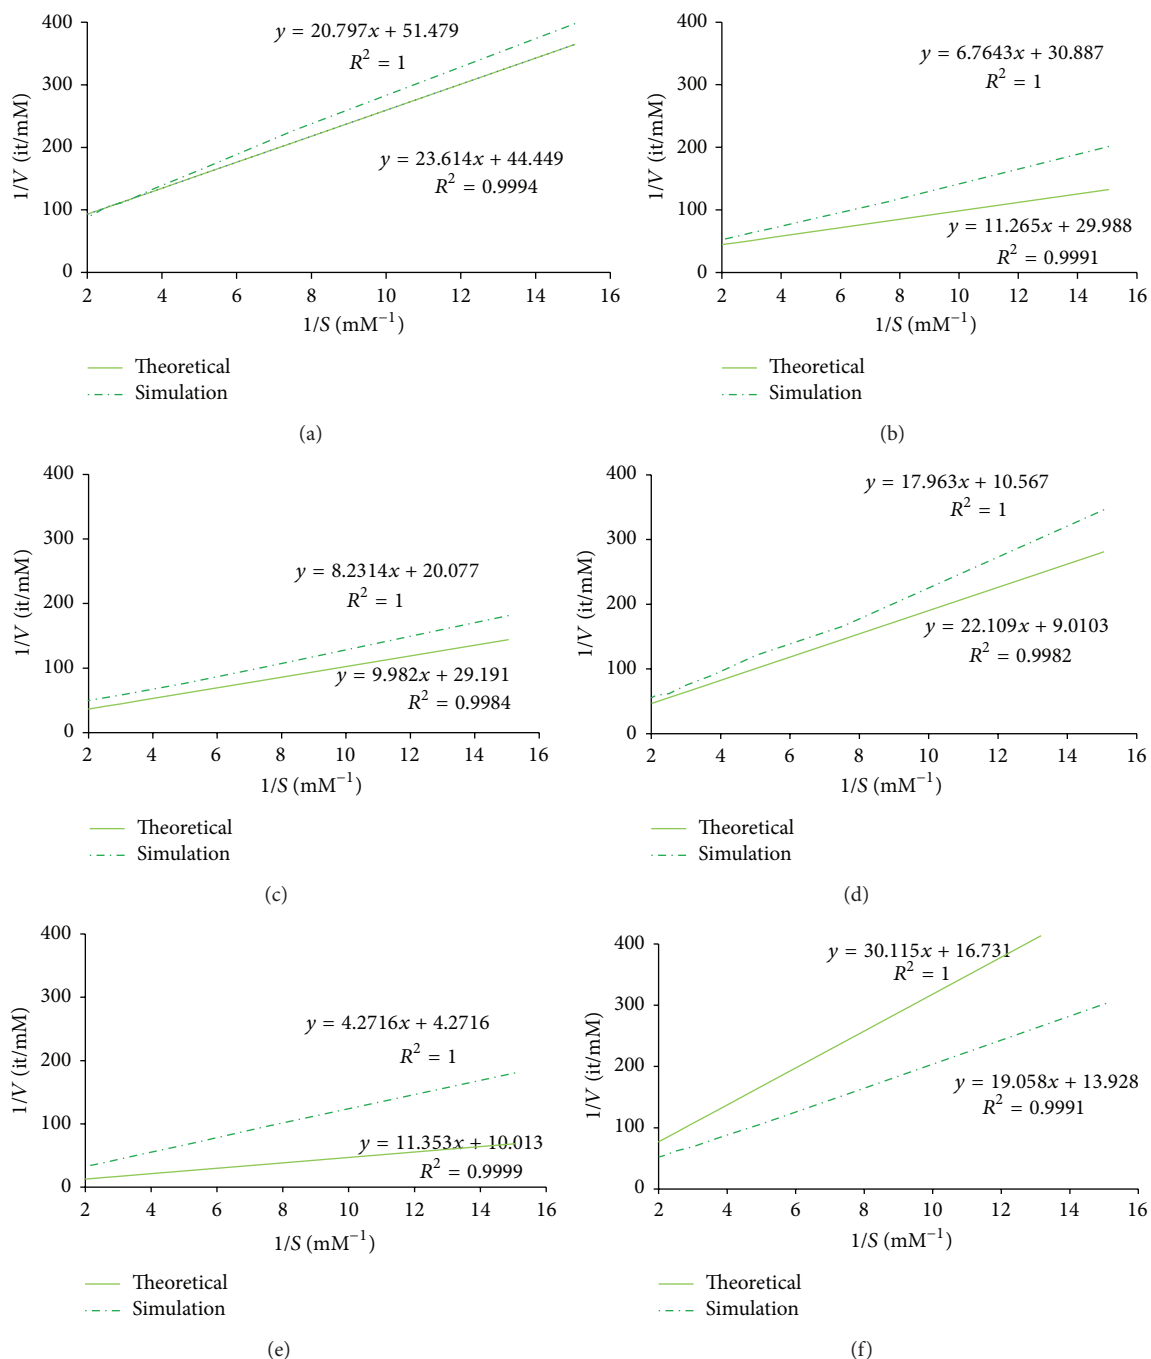 400
300
200
100
0
1/V (it/mM)
y = 20.797x + 51.479
R² = 1
y = 23.614x + 44.449
R² = 0.9994
2 4 6 8 10 12 14 16
1/S (mM⁻¹)
Theoretical
Simulation
(a)
400
300
200
100
0
1/V (it/mM)
y = 6.7643x + 30.887
R² = 1
y = 11.265x + 29.988
R² = 0.9991
2 4 6 8 10 12 14 16
1/S (mM⁻¹)
Theoretical
Simulation
(b)
400
300
200
100
0
1/V (it/mM)
y = 8.2314x + 20.077
R² = 1
y = 9.982x + 29.191
R² = 0.9984
2 4 6 8 10 12 14 16
1/S (mM⁻¹)
Theoretical
Simulation
(c)
400
300
200
100
0
1/V (it/mM)
y = 17.963x + 10.567
R² = 1
y = 22.109x + 9.0103
R² = 0.9982
2 4 6 8 10 12 14 16
1/S (mM⁻¹)
Theoretical
Simulation
(d)
400
300
200
100
0
1/V (it/mM)
y = 4.2716x + 4.2716
R² = 1
y = 11.353x + 10.013
R² = 0.9999
2 4 6 8 10 12 14 16
1/S (mM⁻¹)
Theoretical
Simulation
(e)
400
300
200
100
0
1/V (it/mM)
y = 30.115x + 16.731
R² = 1
y = 19.058x + 13.928
R² = 0.9991
2 4 6 8 10 12 14 16
1/S (mM⁻¹)
Theoretical
Simulation
(f)